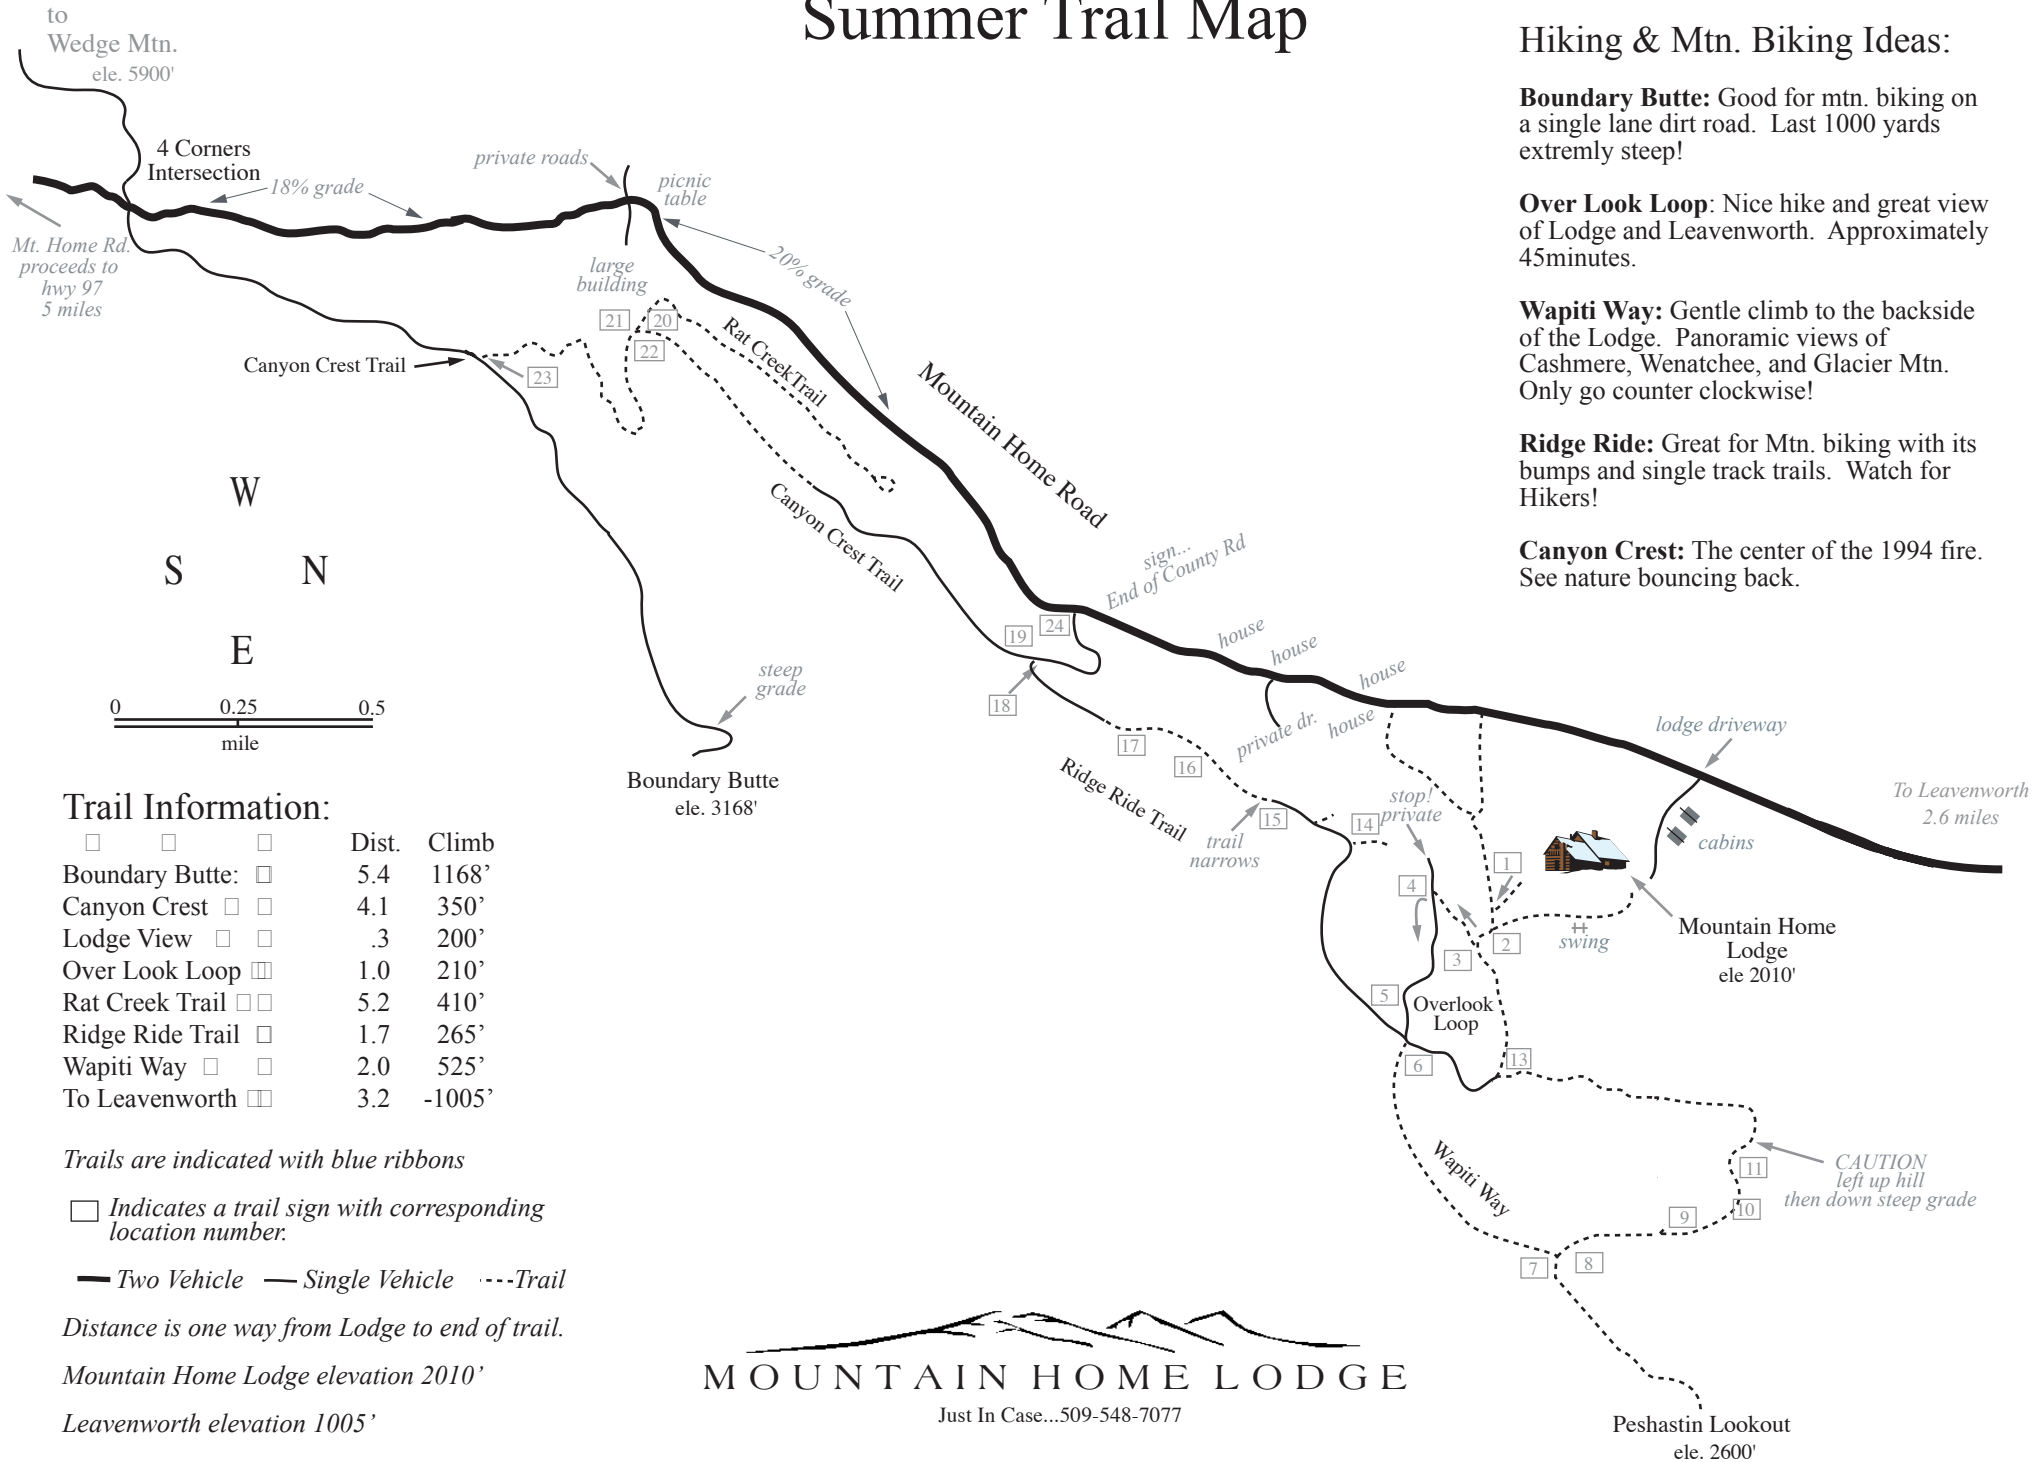 Summer Trail Map
to
Wedge Mtn.
ele. 5900'
4 Corners
Intersection
18% grade
private roads
picnic
table
Mt. Home Rd.
proceeds to
hwy 97
5 miles
large
building
20% grade
21
20
22
23
Rat CreekTrail
Canyon Crest Trail
Mountain Home Road
Canyon Crest Trail
sign...
End of County Rd
W
S N
E
0 0.25 0.5
mile
steep
grade
Boundary Butte
ele. 3168'
19
24
18
17
16
15
14
house
house
house
house
private dr.
Ridge Ride Trail
trail
narrows
stop!
private
lodge driveway
To Leavenworth
2.6 miles
cabins
1
4
2
3
swing
Mountain Home
Lodge
ele 2010'
5
Overlook
Loop
6
13
Wapiti Way
11
CAUTION
left up hill
then down steep grade
10
9
8
7
Peshastin Lookout
ele. 2600'
Hiking & Mtn. Biking Ideas:
Boundary Butte: Good for mtn. biking on
a single lane dirt road. Last 1000 yards
extremly steep!
Over Look Loop: Nice hike and great view
of Lodge and Leavenworth. Approximately
45minutes.
Wapiti Way: Gentle climb to the backside
of the Lodge. Panoramic views of
Cashmere, Wenatchee, and Glacier Mtn.
Only go counter clockwise!
Ridge Ride: Great for Mtn. biking with its
bumps and single track trails. Watch for
Hikers!
Canyon Crest: The center of the 1994 fire.
See nature bouncing back.
Trail Information:
Dist. Climb
Boundary Butte: 5.4 1168’
Canyon Crest 4.1 350’
Lodge View .3 200’
Over Look Loop 1.0 210’
Rat Creek Trail 5.2 410’
Ridge Ride Trail 1.7 265’
Wapiti Way 2.0 525’
To Leavenworth 3.2 -1005’
Trails are indicated with blue ribbons
Indicates a trail sign with corresponding
location number.
Two Vehicle Single Vehicle Trail
Distance is one way from Lodge to end of trail.
Mountain Home Lodge elevation 2010’
Leavenworth elevation 1005’
MOUNTAIN HOME LODGE
Just In Case...509-548-7077